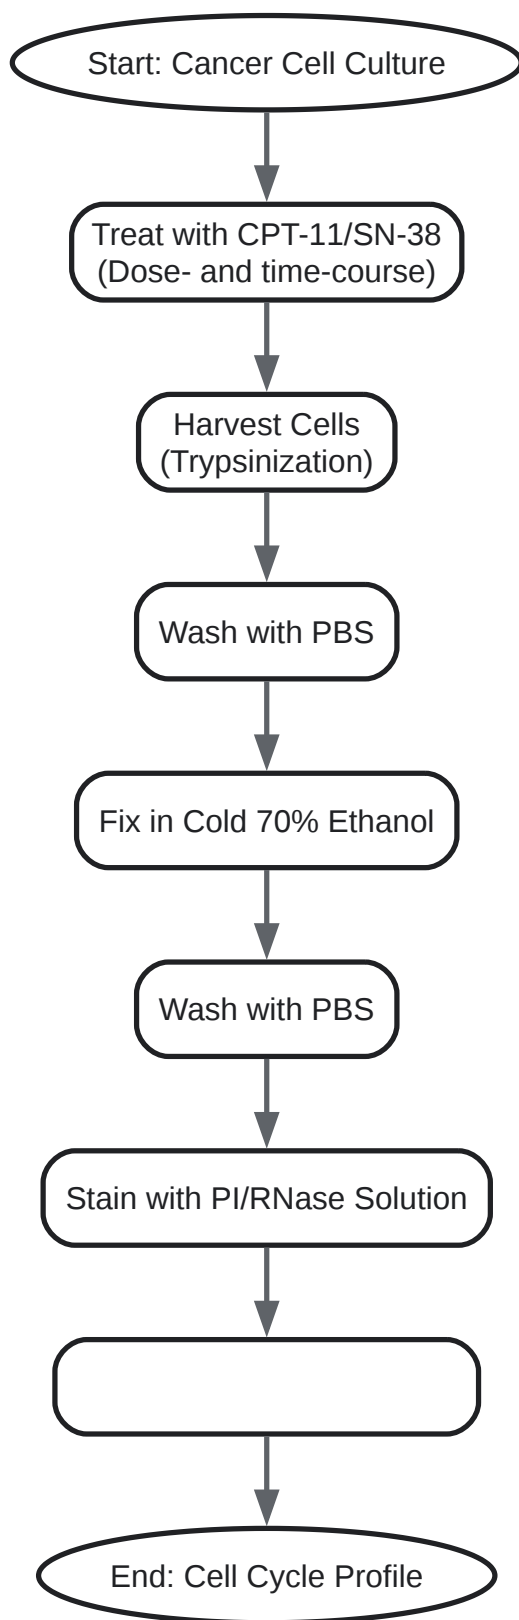 Start: Cancer Cell Culture
Treat with CPT-11/SN-38
(Dose- and time-course)
Harvest Cells
(Trypsinization)
Wash with PBS
Fix in Cold 70% Ethanol
Wash with PBS
Stain with PI/RNase Solution
End: Cell Cycle Profile